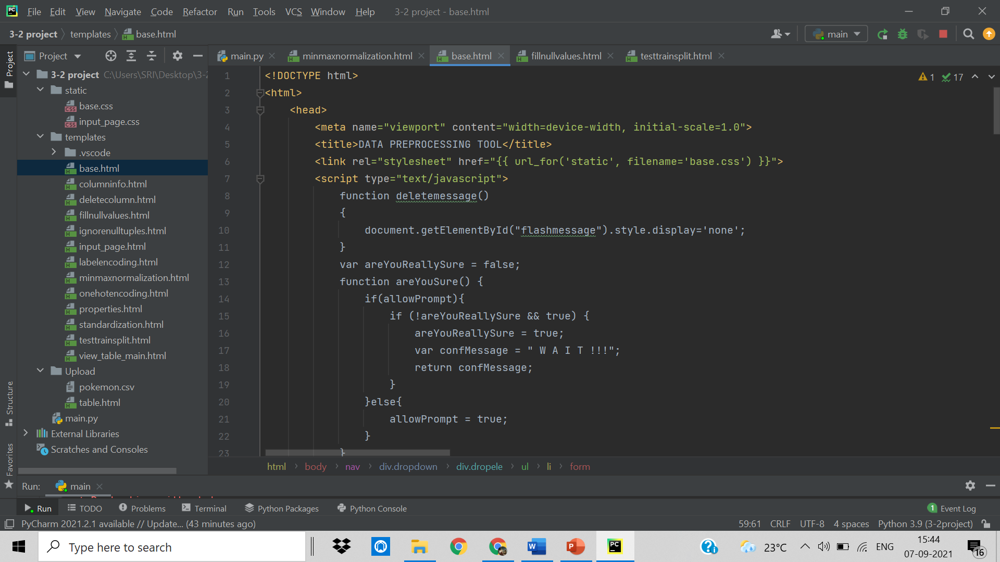 PC File Edit View Navigate Code Refactor Run Tools VCS Window Help 3-2 project - base.html
3-2 project templates base.html main
Project main.py minmaxnormalization.html base.html fillnullvalues.html testtrainsplit.html
Project
3-2 project C:\Users\SRI\Desktop\3-2
static
base.css
input_page.css
templates
.vscode
base.html
columninfo.html
deletecolumn.html
fillnullvalues.html
ignorenulltuples.html
input_page.html
labelencoding.html
minmaxnormalization.html
onehotencoding.html
properties.html
standardization.html
testtrainsplit.html
view_table_main.html
Upload
pokemon.csv
table.html
main.py
External Libraries
Scratches and Consoles
Structure
Favorites
1 17
1 <!DOCTYPE html>
2 <html>
3 <head>
4 <meta name="viewport" content="width=device-width, initial-scale=1.0">
5 <title>DATA PREPROCESSING TOOL</title>
6 <link rel="stylesheet" href="{{ url_for('static', filename='base.css') }}">
7 <script type="text/javascript">
8 function deletemessage()
9 {
10 document.getElementById("flashmessage").style.display='none';
11 }
12 var areYouReallySure = false;
13 function areYouSure() {
14 if(allowPrompt){
15 if (!areYouReallySure && true) {
16 areYouReallySure = true;
17 var confMessage = " W A I T !!!";
18 return confMessage;
19 }
20 }else{
21 allowPrompt = true;
22 }
23 }
html body nav div.dropdown div.dropele ul li form
Run: main
Run TODO Problems Terminal Python Packages Python Console 1 Event Log
PyCharm 2021.2.1 available // Update... (43 minutes ago) 59:61 CRLF UTF-8 4 spaces Python 3.9 (3-2project)
Type here to search 23°C ENG 15:44
07-09-2021 16